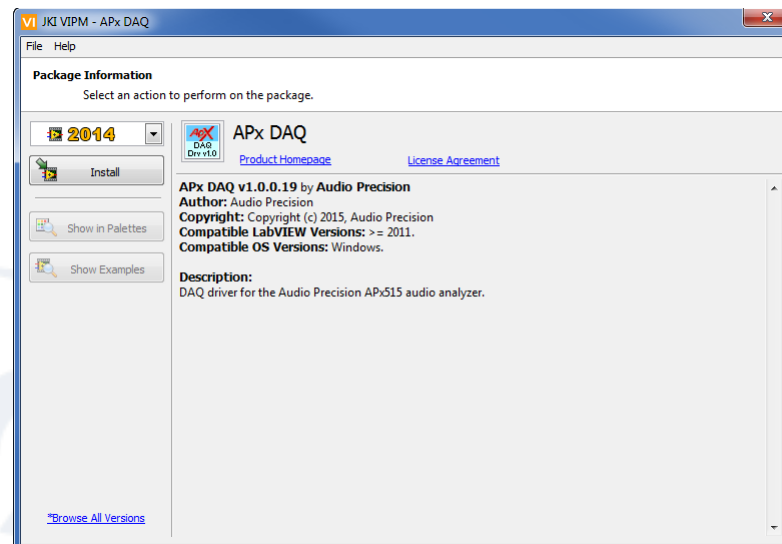 VI JKI VIPM - APx DAQ
x
File Help
Package Information
Select an action to perform on the package.
2014
Install
Show in Palettes
Show Examples
*Browse All Versions
APX
DAQ
Drv v1.0
APx DAQ
Product Homepage License Agreement
APx DAQ v1.0.0.19 by Audio Precision
Author: Audio Precision
Copyright: Copyright (c) 2015, Audio Precision
Compatible LabVIEW Versions: >= 2011.
Compatible OS Versions: Windows.
Description:
DAQ driver for the Audio Precision APx515 audio analyzer.